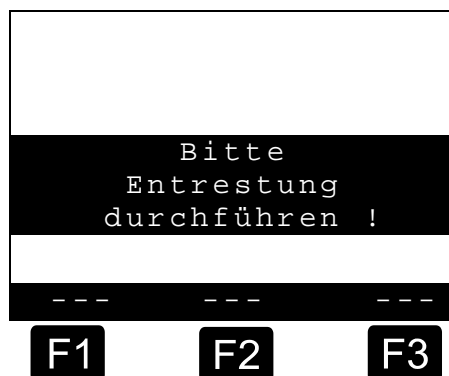 Bitte
Entrestung
durchführen !
--- --- ---
F1 F2 F3